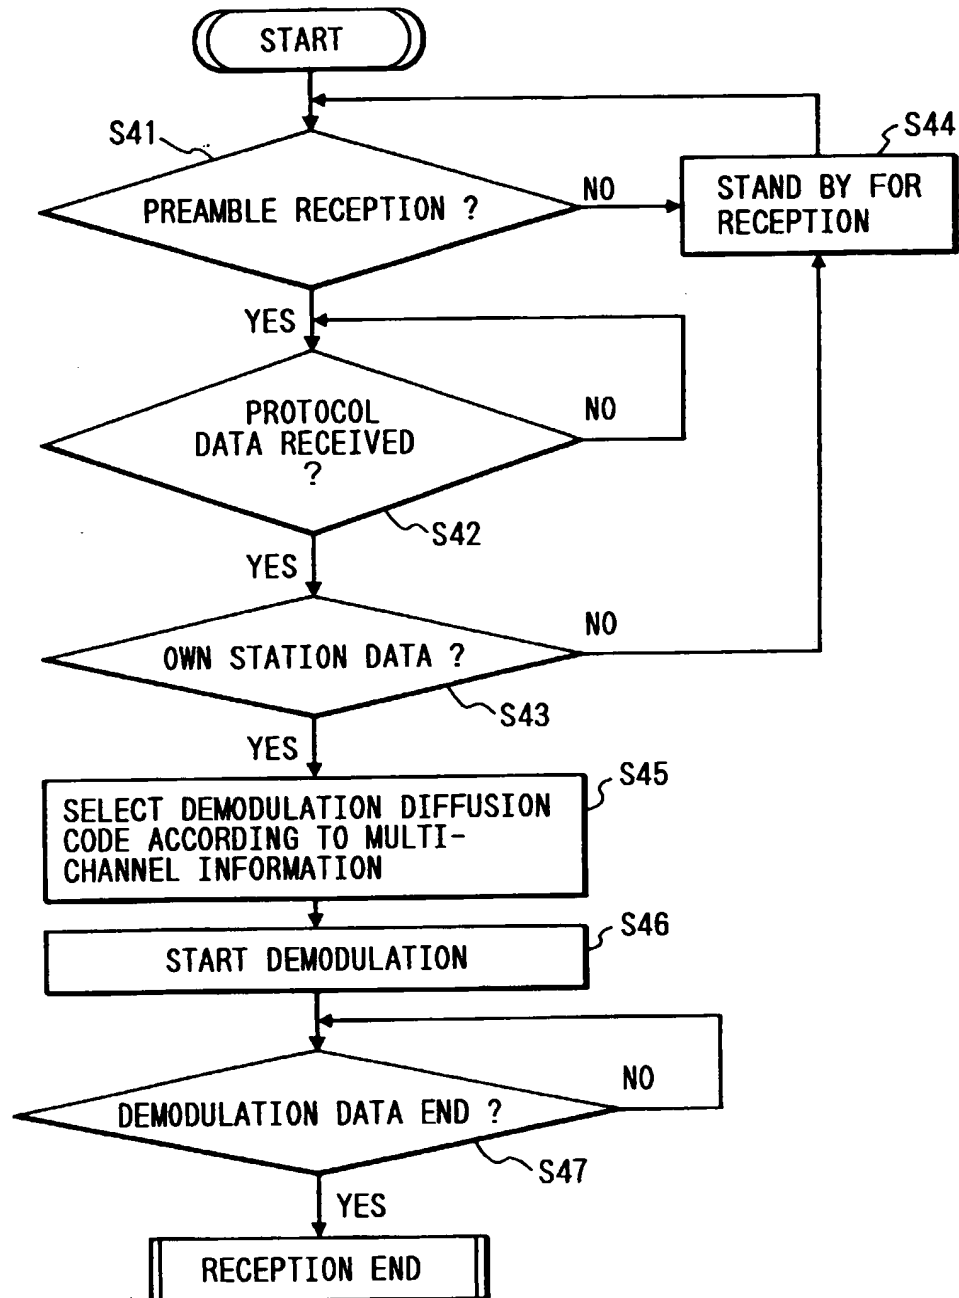 START
S41
PREAMBLE RECEPTION ?
NO
S44
STAND BY FOR
RECEPTION
YES
PROTOCOL
DATA RECEIVED
?
NO
S42
YES
OWN STATION DATA ?
NO
S43
YES
S45
SELECT DEMODULATION DIFFUSION
CODE ACCORDING TO MULTI-
CHANNEL INFORMATION
S46
START DEMODULATION
DEMODULATION DATA END ?
NO
S47
YES
RECEPTION END